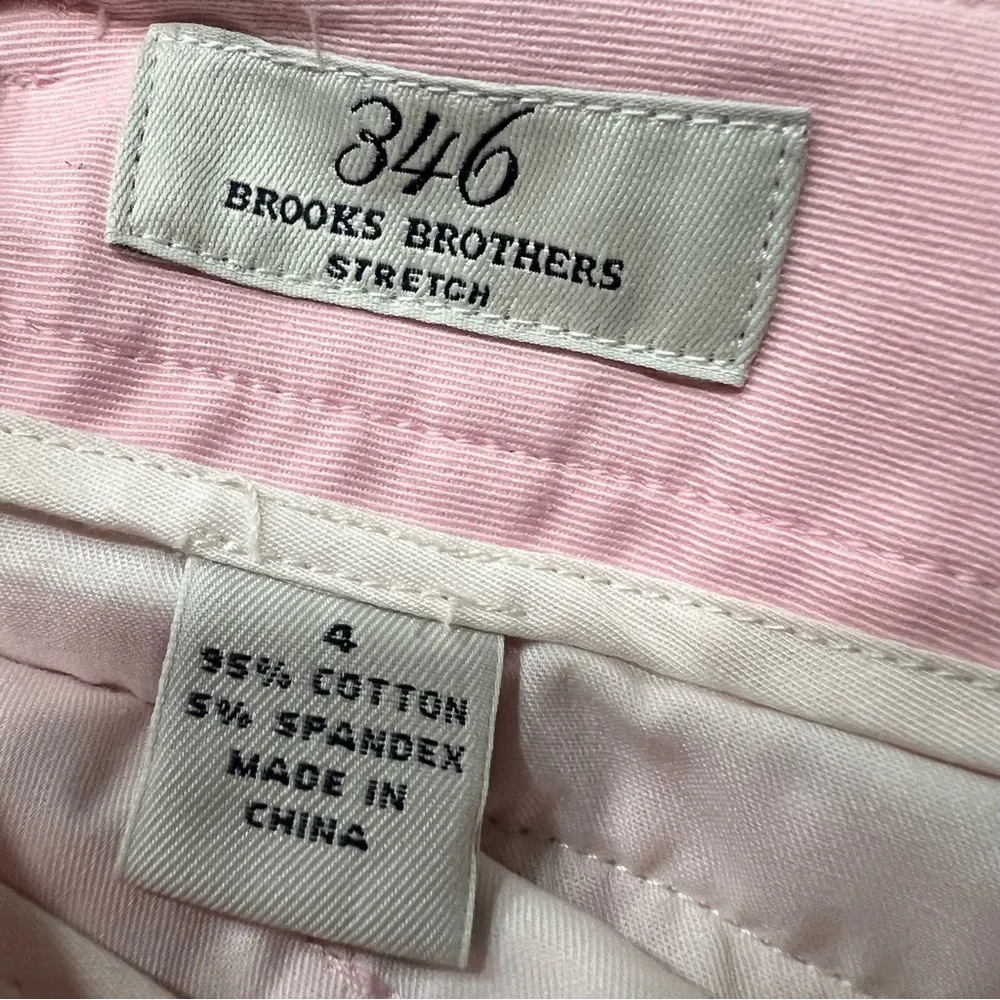 346
BROOKS BROTHERS
STRETCH
4
95% COTTON
5% SPANDEX
MADE IN
CHINA